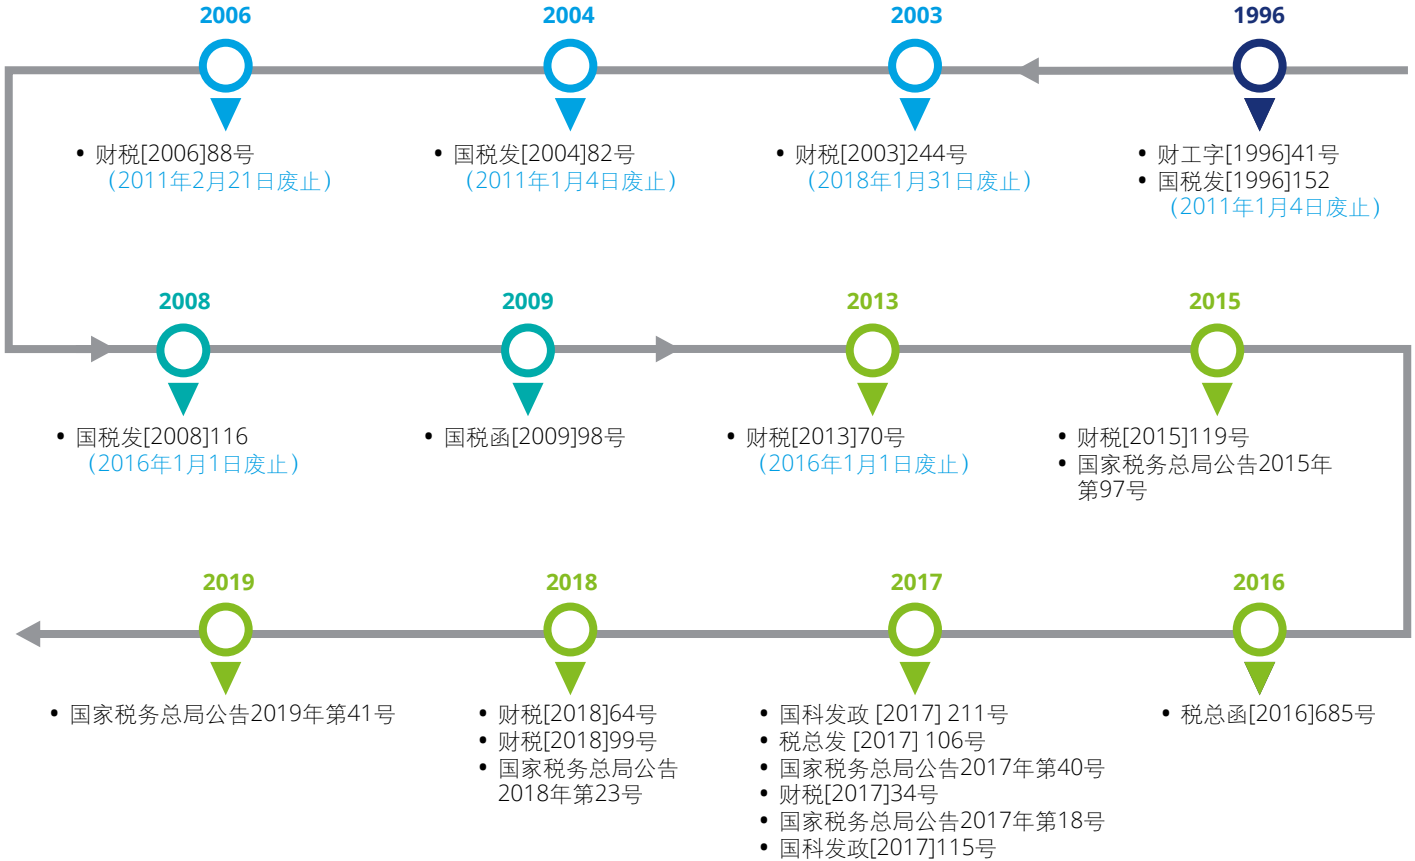 1996
• 财工字[1996]41号
• 国税发[1996]152
（2011年1月4日废止）
2003
• 财税[2003]244号
（2018年1月31日废止）
2004
• 国税发[2004]82号
（2011年1月4日废止）
2006
• 财税[2006]88号
（2011年2月21日废止）
2008
• 国税发[2008]116
（2016年1月1日废止）
2009
• 国税函[2009]98号
2013
• 财税[2013]70号
（2016年1月1日废止）
2015
• 财税[2015]119号
• 国家税务总局公告2015年
第97号
2016
• 税总函[2016]685号
2017
• 国科发政 [2017] 211号
• 税总发 [2017] 106号
• 国家税务总局公告2017年第40号
• 财税[2017]34号
• 国家税务总局公告2017年第18号
• 国科发政[2017]115号
2018
• 财税[2018]64号
• 财税[2018]99号
• 国家税务总局公告
2018年第23号
2019
• 国家税务总局公告2019年第41号